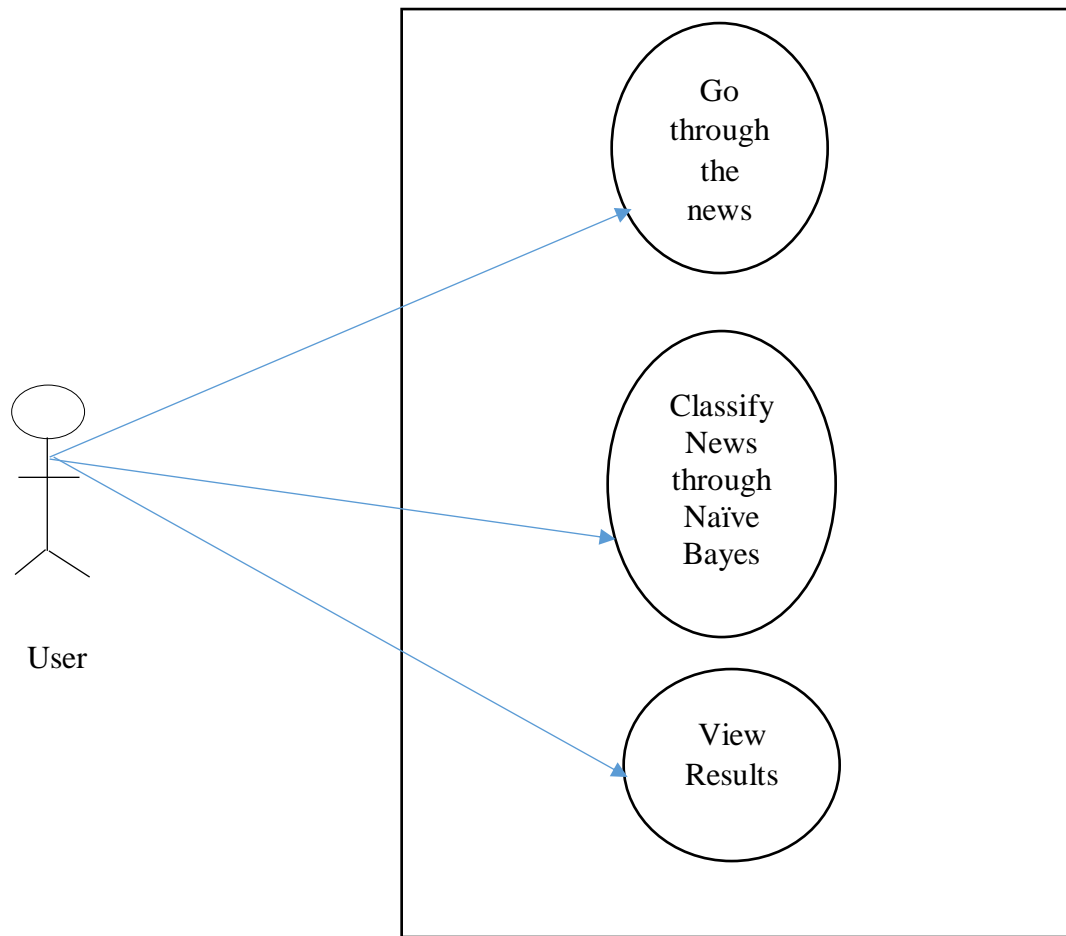 Go
through
the
news
Classify
News
through
Naïve
Bayes
User
View
Results